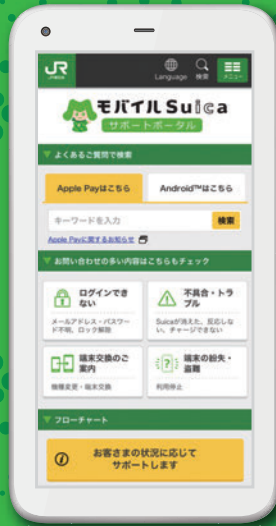 JR
JR東日本
Language
検索
メニュー
モバイルSuica
サポートポータル
よくあるご質問で検索
Apple Payはこちら
Android™はこちら
キーワードを入力
検索
Apple Payに関するお知らせ
お問い合わせの多い内容はこちらもチェック
ログインでき
ない
メールアドレス・パスワー
ド不明、ロック解除
不具合・トラ
ブル
Suicaが消えた、反応しな
い、チャージできない
端末交換のご
案内
機種変更・端末交換
端末の紛失・
盗難
利用停止
フローチャート
お客さまの状況に応じて
サポートします